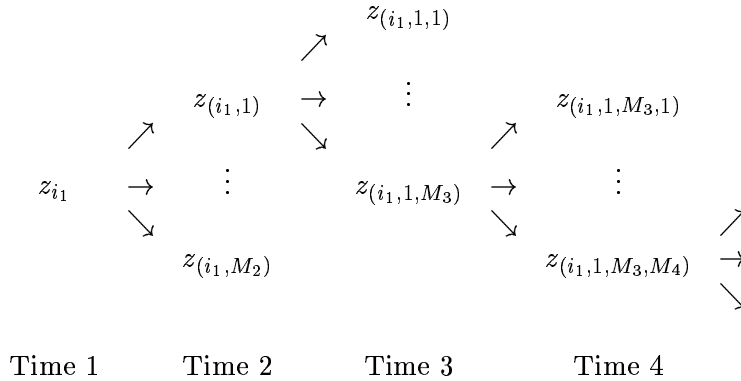 z_{(i_1,1,1)}
z_{(i_1,1)} ⋮ z_{(i_1,1,M_3,1)}
z_{i_1} ⋮ z_{(i_1,1,M_3)} ⋮
z_{(i_1,M_2)} z_{(i_1,1,M_3,M_4)}
Time 1 Time 2 Time 3 Time 4